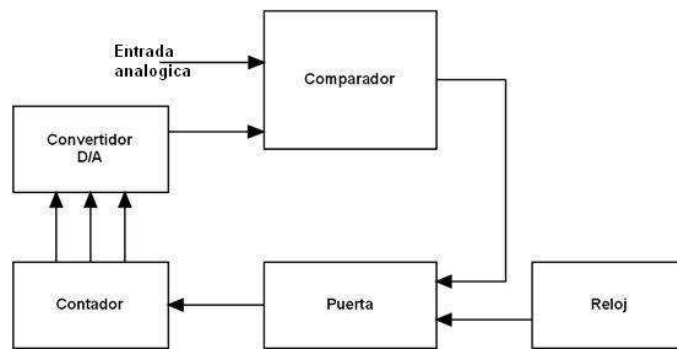 Entrada
analogica
Comparador
Convertidor
D/A
Contador
Puerta
Reloj